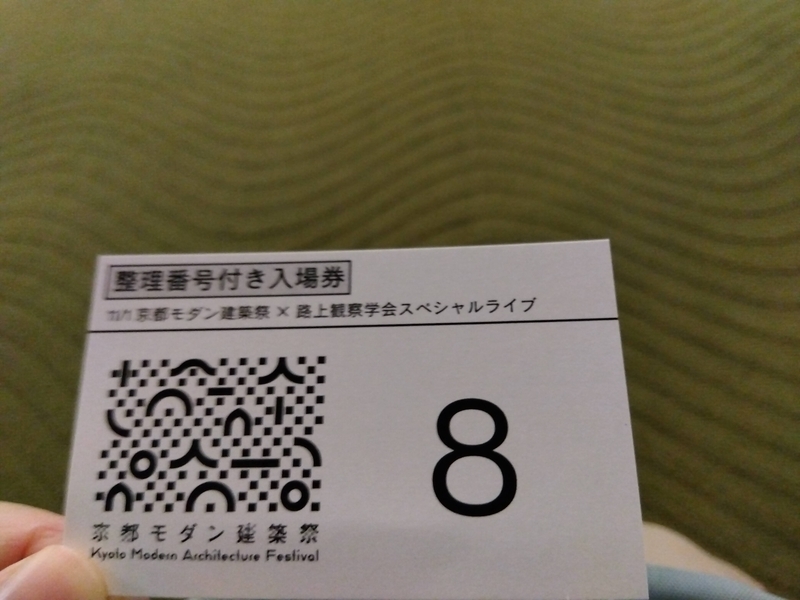 整理番号付き入場券
11/1 京都モダン建築祭 × 路上観察学会スペシャルライブ
8
京都モダン建築祭
Kyoto Modern Architecture Festival